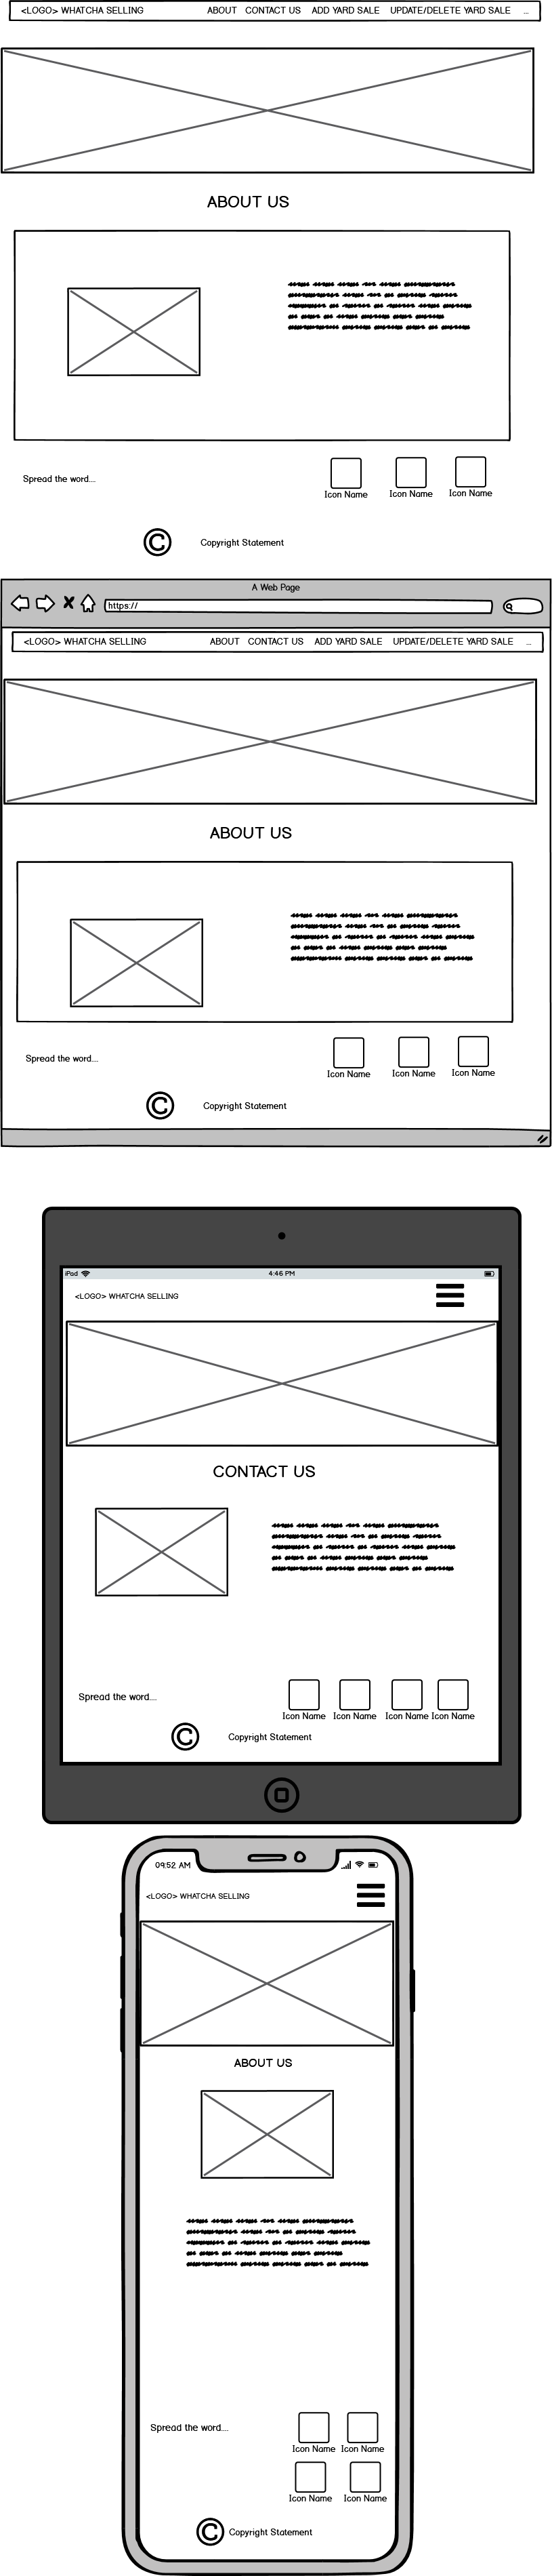 <LOGO> WHATCHA SELLING ABOUT CONTACT US ADD YARD SALE UPDATE/DELETE YARD SALE ...
ABOUT US
Spread the word....
Icon Name Icon Name Icon Name
© Copyright Statement
A Web Page
https://
<LOGO> WHATCHA SELLING ABOUT CONTACT US ADD YARD SALE UPDATE/DELETE YARD SALE ...
ABOUT US
Spread the word....
Icon Name Icon Name Icon Name
© Copyright Statement
iPod 4:46 PM
<LOGO> WHATCHA SELLING
CONTACT US
Spread the word....
Icon Name Icon Name Icon Name Icon Name
© Copyright Statement
09:52 AM
<LOGO> WHATCHA SELLING
ABOUT US
Spread the word....
Icon Name Icon Name
Icon Name Icon Name
© Copyright Statement